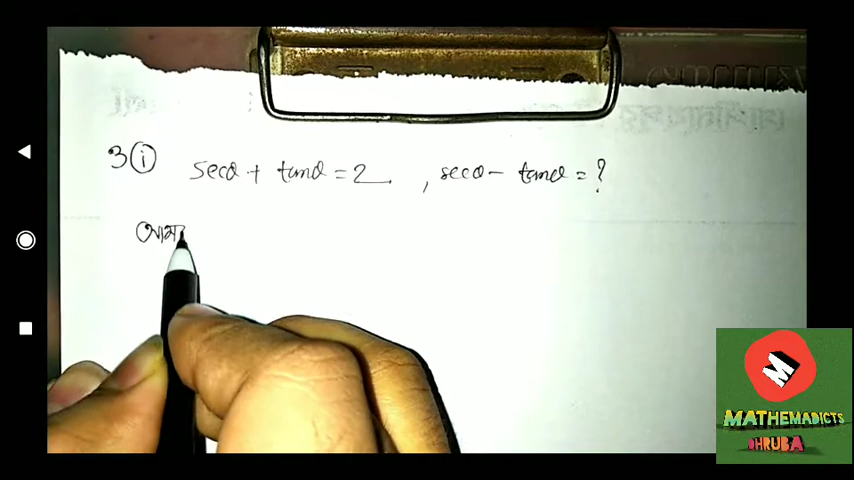 3(i) secθ + tanθ = 2 , secθ - tanθ = ?
আমরা
MATHEMADICTS
DHRUBA